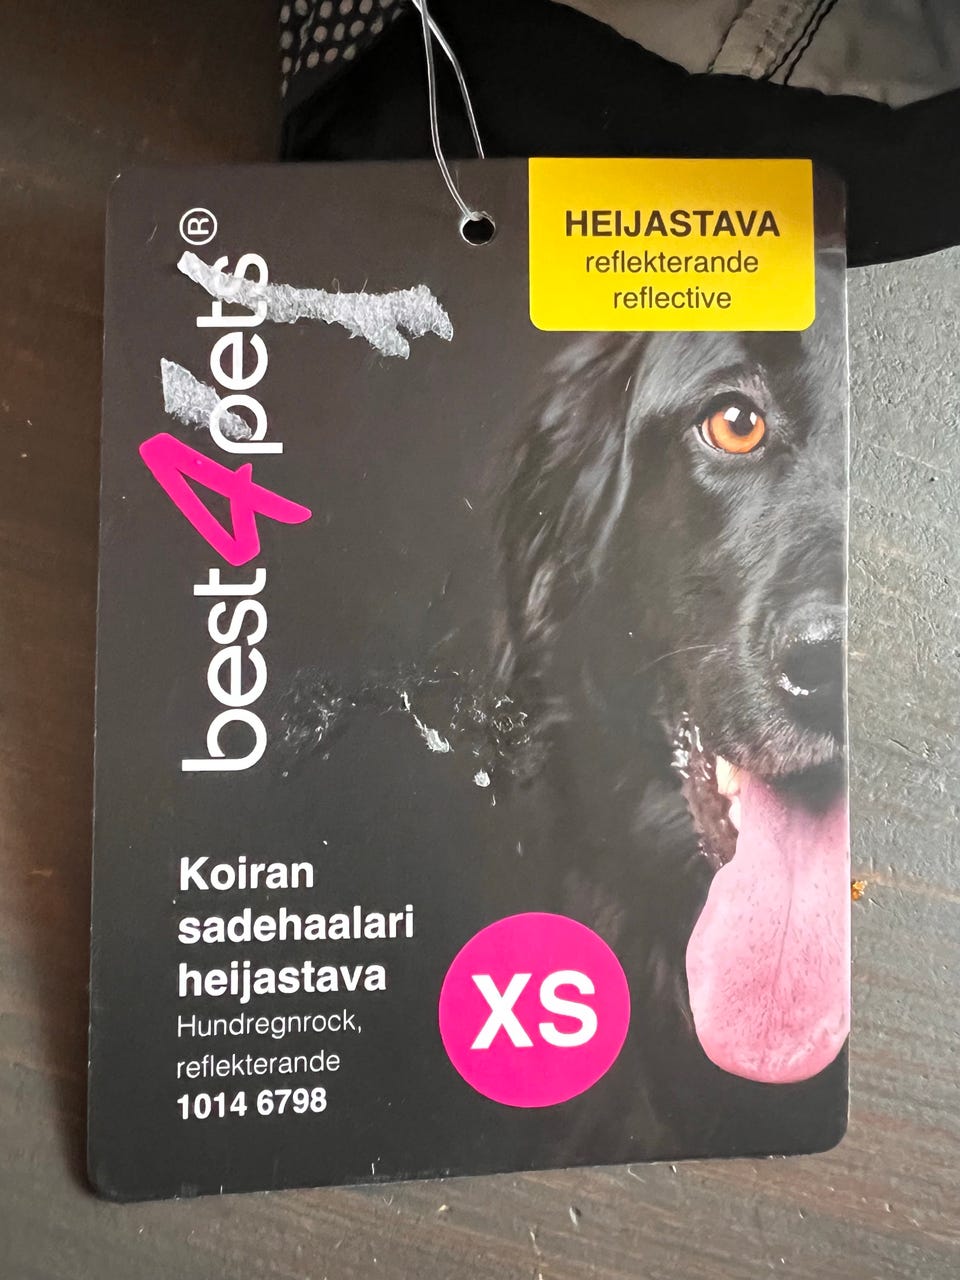 best4pets®
HEIJASTAVA
reflekterande
reflective
Koiran
sadehaalari
heijastava
Hundregnrock,
reflekterande
1014 6798
XS